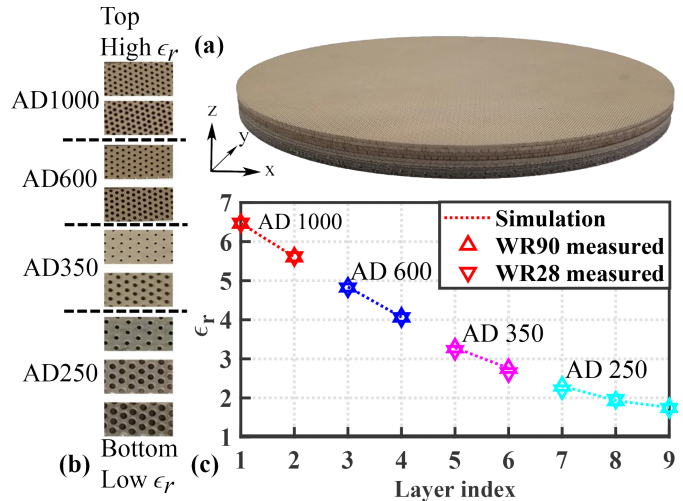 Top
High ϵr
AD1000
AD600
AD350
AD250
Bottom
Low ϵr
(b)
(a)
z
y
x
7
6
5
4
3
2
1
ϵr
AD 1000
AD 600
AD 350
AD 250
Simulation
WR90 measured
WR28 measured
(c)
1 2 3 4 5 6 7 8 9
Layer index